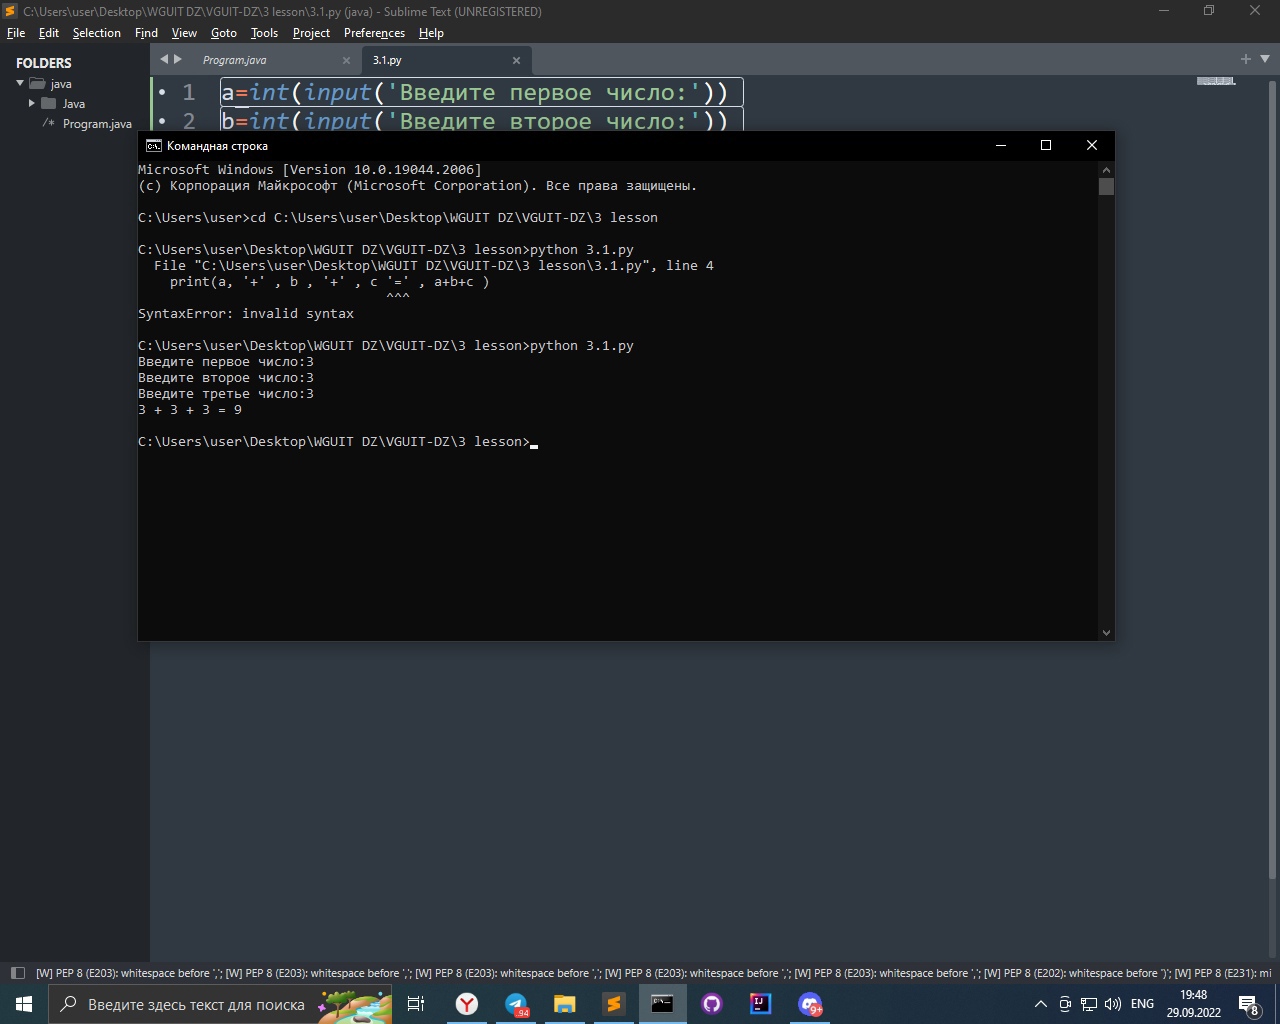 C:\Users\user\Desktop\WGUIT DZ\VGUIT-DZ\3 lesson\3.1.py (java) - Sublime Text (UNREGISTERED)
File Edit Selection Find View Goto Tools Project Preferences Help
FOLDERS
java
Java
/* Program.java
Program.java
3.1.py
1 a=int(input('Введите первое число:'))
2 b=int(input('Введите второе число:'))
Командная строка
Microsoft Windows [Version 10.0.19044.2006]
(c) Корпорация Майкрософт (Microsoft Corporation). Все права защищены.
C:\Users\user>cd C:\Users\user\Desktop\WGUIT DZ\VGUIT-DZ\3 lesson
C:\Users\user\Desktop\WGUIT DZ\VGUIT-DZ\3 lesson>python 3.1.py
File "C:\Users\user\Desktop\WGUIT DZ\VGUIT-DZ\3 lesson\3.1.py", line 4
print(a, '+' , b , '+' , c '=' , a+b+c )
^^^
SyntaxError: invalid syntax
C:\Users\user\Desktop\WGUIT DZ\VGUIT-DZ\3 lesson>python 3.1.py
Введите первое число:3
Введите второе число:3
Введите третье число:3
3 + 3 + 3 = 9
C:\Users\user\Desktop\WGUIT DZ\VGUIT-DZ\3 lesson>
[W] PEP 8 (E203): whitespace before ','; [W] PEP 8 (E203): whitespace before ','; [W] PEP 8 (E203): whitespace before ','; [W] PEP 8 (E203): whitespace before ','; [W] PEP 8 (E203): whitespace before ','; [W] PEP 8 (E202): whitespace before ')'; [W] PEP 8 (E231): mi
Введите здесь текст для поиска
94
9+
ENG
19:48
29.09.2022
8